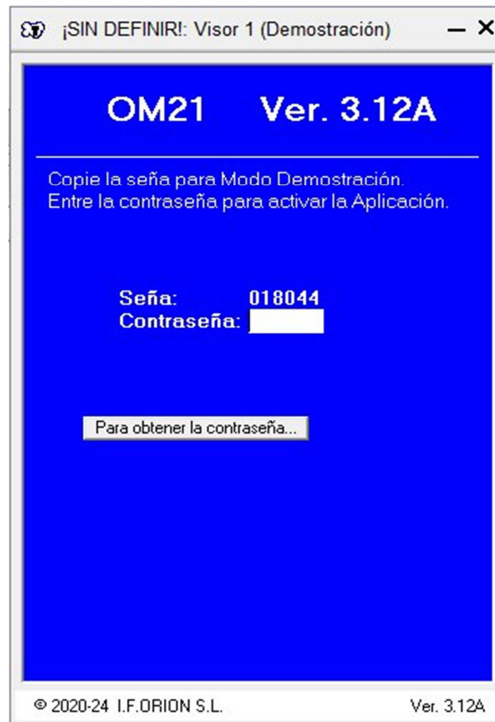 ¡SIN DEFINIR!: Visor 1 (Demostración)
OM21 Ver. 3.12A
Copie la seña para Modo Demostración.
Entre la contraseña para activar la Aplicación.
Seña: 018044
Contraseña:
Para obtener la contraseña...
© 2020-24 I.F.ORION S.L. Ver. 3.12A